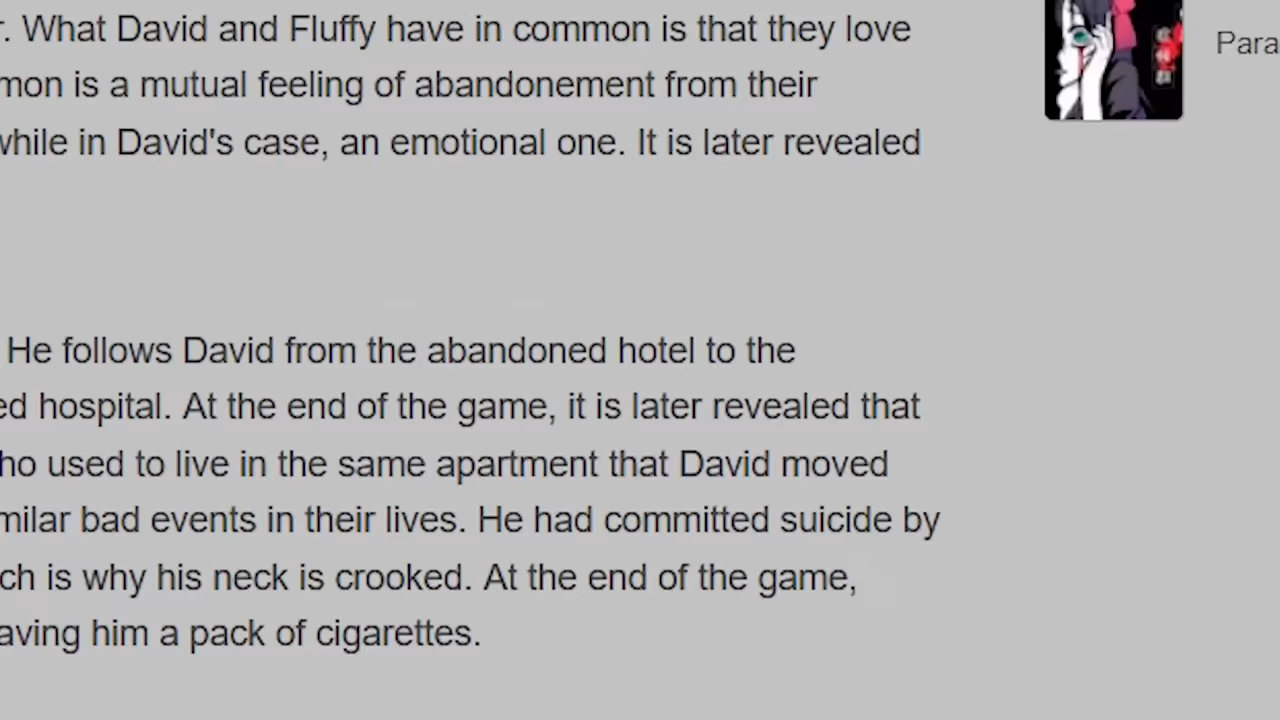 r. What David and Fluffy have in common is that they love
mon is a mutual feeling of abandonement from their
while in David's case, an emotional one. It is later revealed
He follows David from the abandoned hotel to the
ed hospital. At the end of the game, it is later revealed that
ho used to live in the same apartment that David moved
milar bad events in their lives. He had committed suicide by
ch is why his neck is crooked. At the end of the game,
aving him a pack of cigarettes.
Para